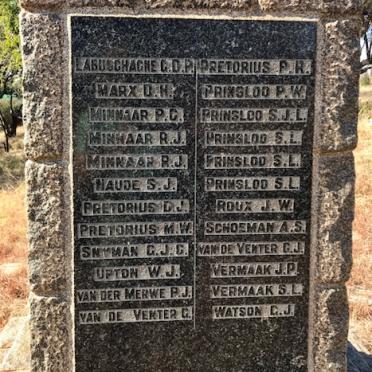 LABUSCHAGNE C.D.P.
MARX D.H.
MINNAAR P.C.
MINNAAR R.J.
MINNAAR R.J.
NAUDE S.J.
PRETORIUS C.J.
PRETORIUS M.W.
SNYMAN C.J.C.
UPTON W.J.
VAN DER MERWE P.J.
VAN DE VENTER C.
PRETORIUS P.R.
PRINSLOO P.W.
PRINSLOO S.J.L.
PRINSLOO S.L.
PRINSLOO S.L.
PRINSLOO S.L.
ROUX J.W.
SCHOEMAN A.S.
VAN DE VENTER C.J.
VERMAAK J.P.
VERMAAK S.L.
WATSON C.J.